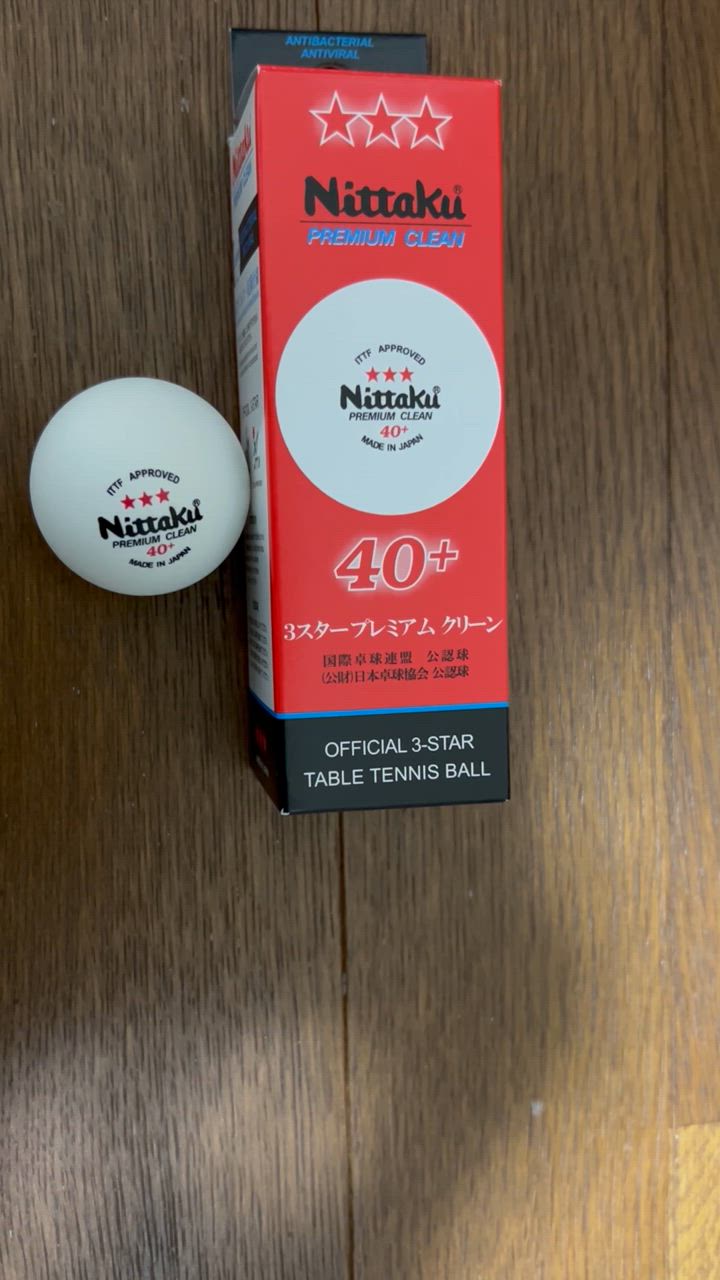 ANTIBACTERIAL
ANTIVIRAL
Nittaku®
PREMIUM CLEAN
ITTF APPROVED
Nittaku®
PREMIUM CLEAN
40+
MADE IN JAPAN
40+
3スタープレミアム クリーン
国際卓球連盟 公認球
(公財)日本卓球協会 公認球
OFFICIAL 3-STAR
TABLE TENNIS BALL
ITTF APPROVED
Nittaku®
PREMIUM CLEAN
40+
MADE IN JAPAN